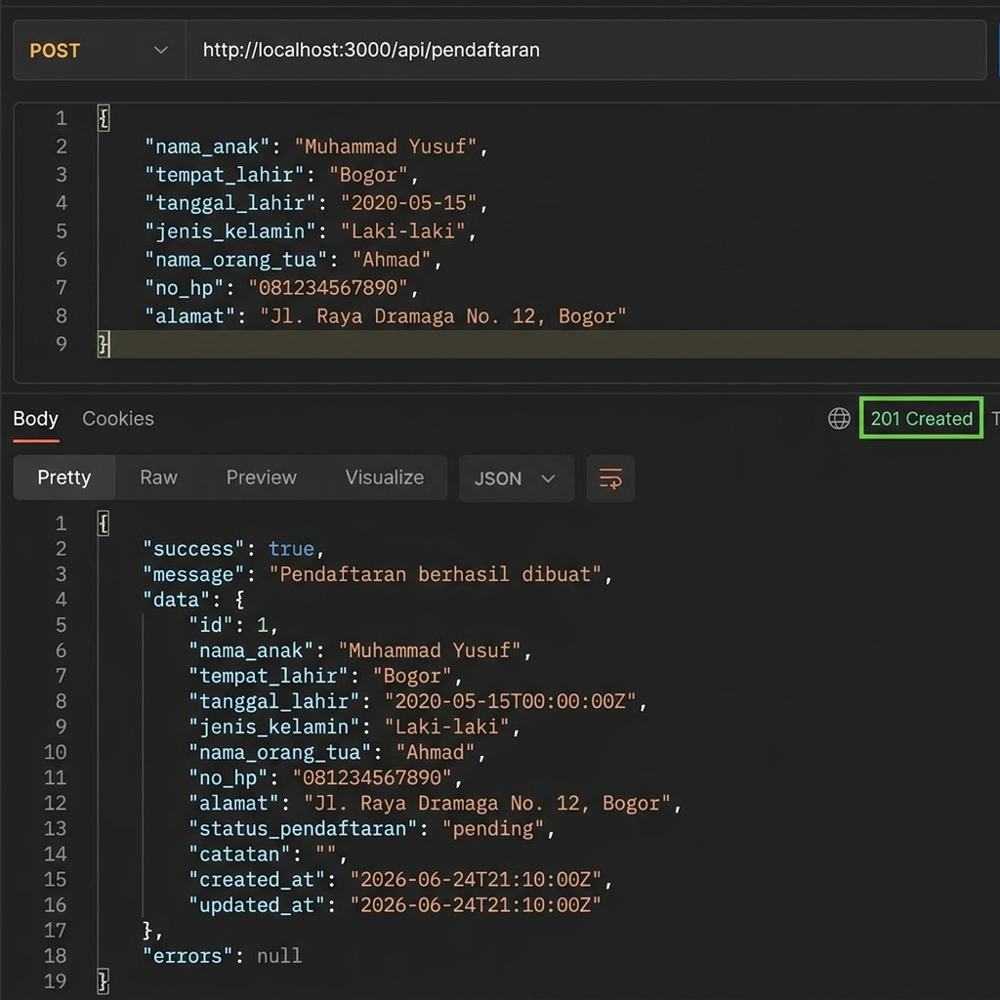 POST http://localhost:3000/api/pendaftaran
1 {
2 "nama_anak": "Muhammad Yusuf",
3 "tempat_lahir": "Bogor",
4 "tanggal_lahir": "2020-05-15",
5 "jenis_kelamin": "Laki-laki",
6 "nama_orang_tua": "Ahmad",
7 "no_hp": "081234567890",
8 "alamat": "Jl. Raya Dramaga No. 12, Bogor"
9 }
Body Cookies 201 Created T
Pretty Raw Preview Visualize JSON
1 {
2 "success": true,
3 "message": "Pendaftaran berhasil dibuat",
4 "data": {
5 "id": 1,
6 "nama_anak": "Muhammad Yusuf",
7 "tempat_lahir": "Bogor",
8 "tanggal_lahir": "2020-05-15T00:00:00Z",
9 "jenis_kelamin": "Laki-laki",
10 "nama_orang_tua": "Ahmad",
11 "no_hp": "081234567890",
12 "alamat": "Jl. Raya Dramaga No. 12, Bogor",
13 "status_pendaftaran": "pending",
14 "catatan": "",
15 "created_at": "2026-06-24T21:10:00Z",
16 "updated_at": "2026-06-24T21:10:00Z"
17 },
18 "errors": null
19 }